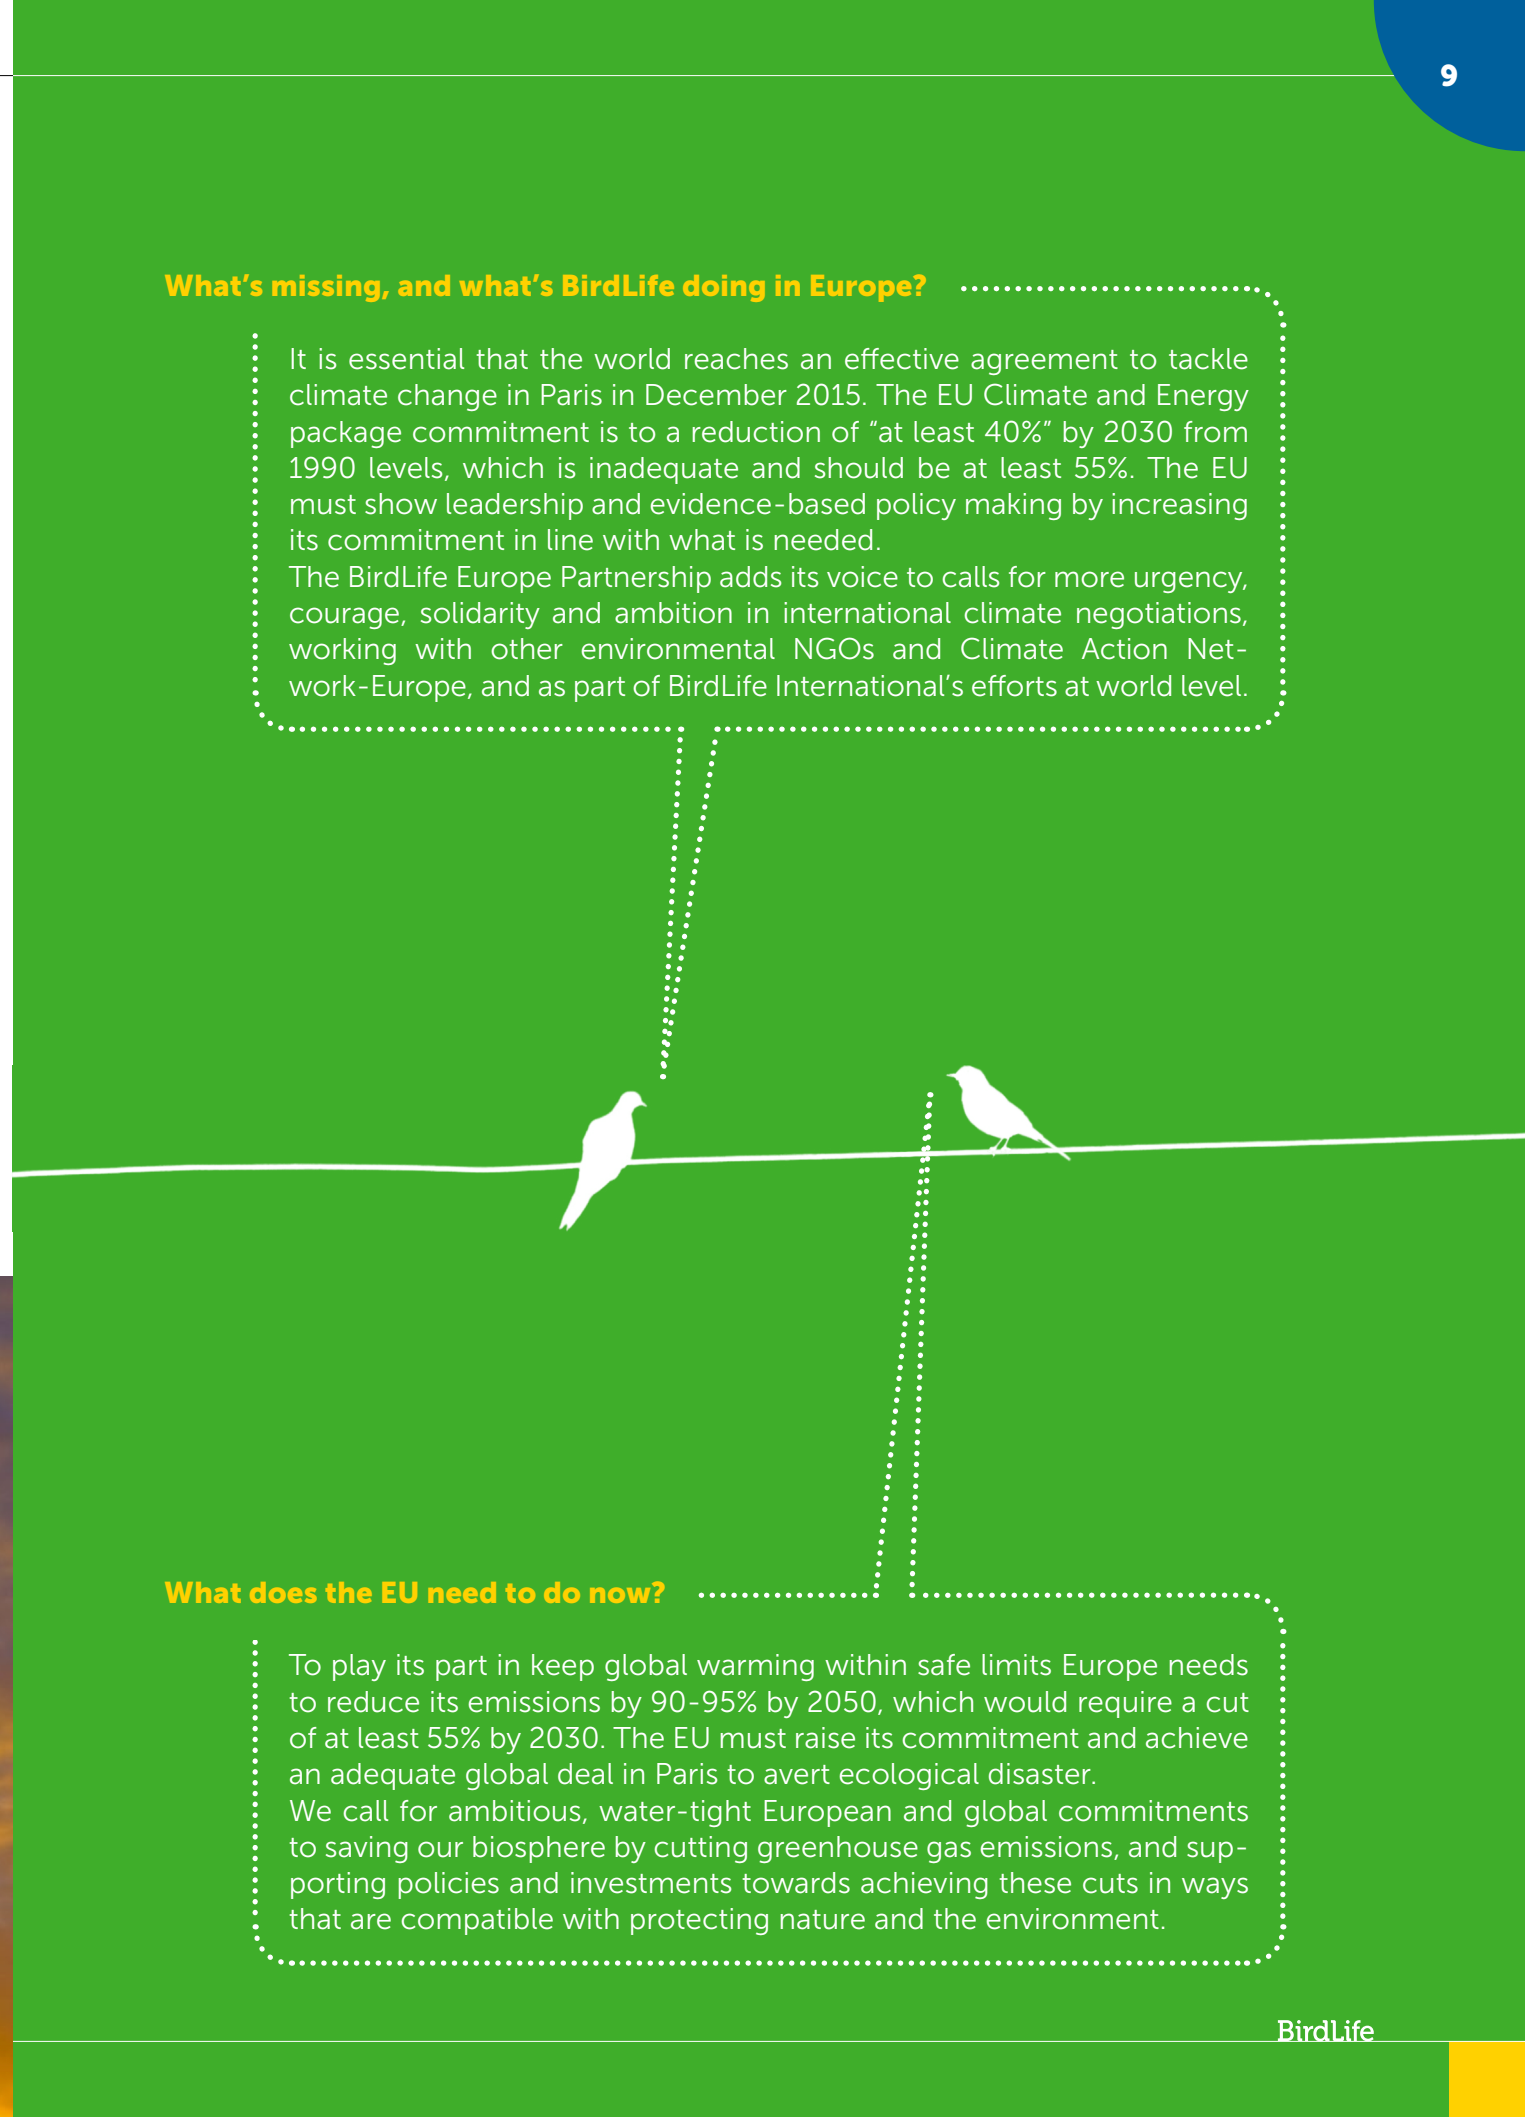 9
What's missing, and what's BirdLife doing in Europe?
It is essential that the world reaches an effective agreement to tackle
climate change in Paris in December 2015. The EU Climate and Energy
package commitment is to a reduction of “at least 40%” by 2030 from
1990 levels, which is inadequate and should be at least 55%. The EU
must show leadership and evidence-based policy making by increasing
its commitment in line with what is needed.
The BirdLife Europe Partnership adds its voice to calls for more urgency,
courage, solidarity and ambition in international climate negotiations,
working with other environmental NGOs and Climate Action Net-
work-Europe, and as part of BirdLife International's efforts at world level.
What does the EU need to do now?
To play its part in keep global warming within safe limits Europe needs
to reduce its emissions by 90-95% by 2050, which would require a cut
of at least 55% by 2030. The EU must raise its commitment and achieve
an adequate global deal in Paris to avert ecological disaster.
We call for ambitious, water-tight European and global commitments
to saving our biosphere by cutting greenhouse gas emissions, and sup-
porting policies and investments towards achieving these cuts in ways
that are compatible with protecting nature and the environment.
BirdLife